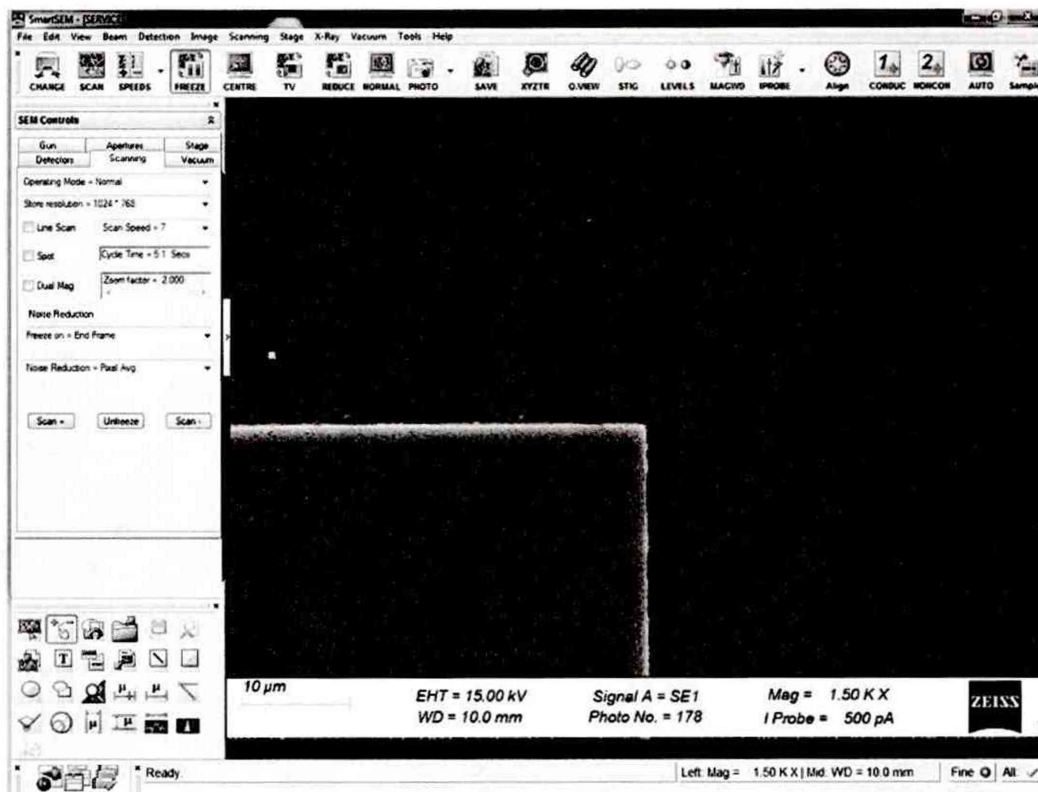 SmartSEM - [SERVICE]
File Edit View Beam Detection Image Scanning Stage X-Ray Vacuum Tools Help
CHANGE SCAN SPEEDS FREEZE CENTRE TV REDUCE NORMAL PHOTO SAVE XYZTR O.VIEW STIG LEVELS MAGWD IPROBE Align CONDUC NONCON AUTO Sample
SEM Controls
Gun Apertures Stage
Detectors Scanning Vacuum
Operating Mode = Normal
Store resolution = 1024 * 768
Line Scan Scan Speed = 7
Spot Cycle Time = 5.1 Secs
Dual Mag Zoom factor = 2.000
Noise Reduction
Freeze on = End Frame
Noise Reduction = Pixel Avg.
Scan + Unfreeze Scan -
10 µm EHT = 15.00 kV Signal A = SE1 Mag = 1.50 K X ZEISS
WD = 10.0 mm Photo No. = 178 I Probe = 500 pA
Ready Left: Mag = 1.50 K X | Mid: WD = 10.0 mm Fine All: